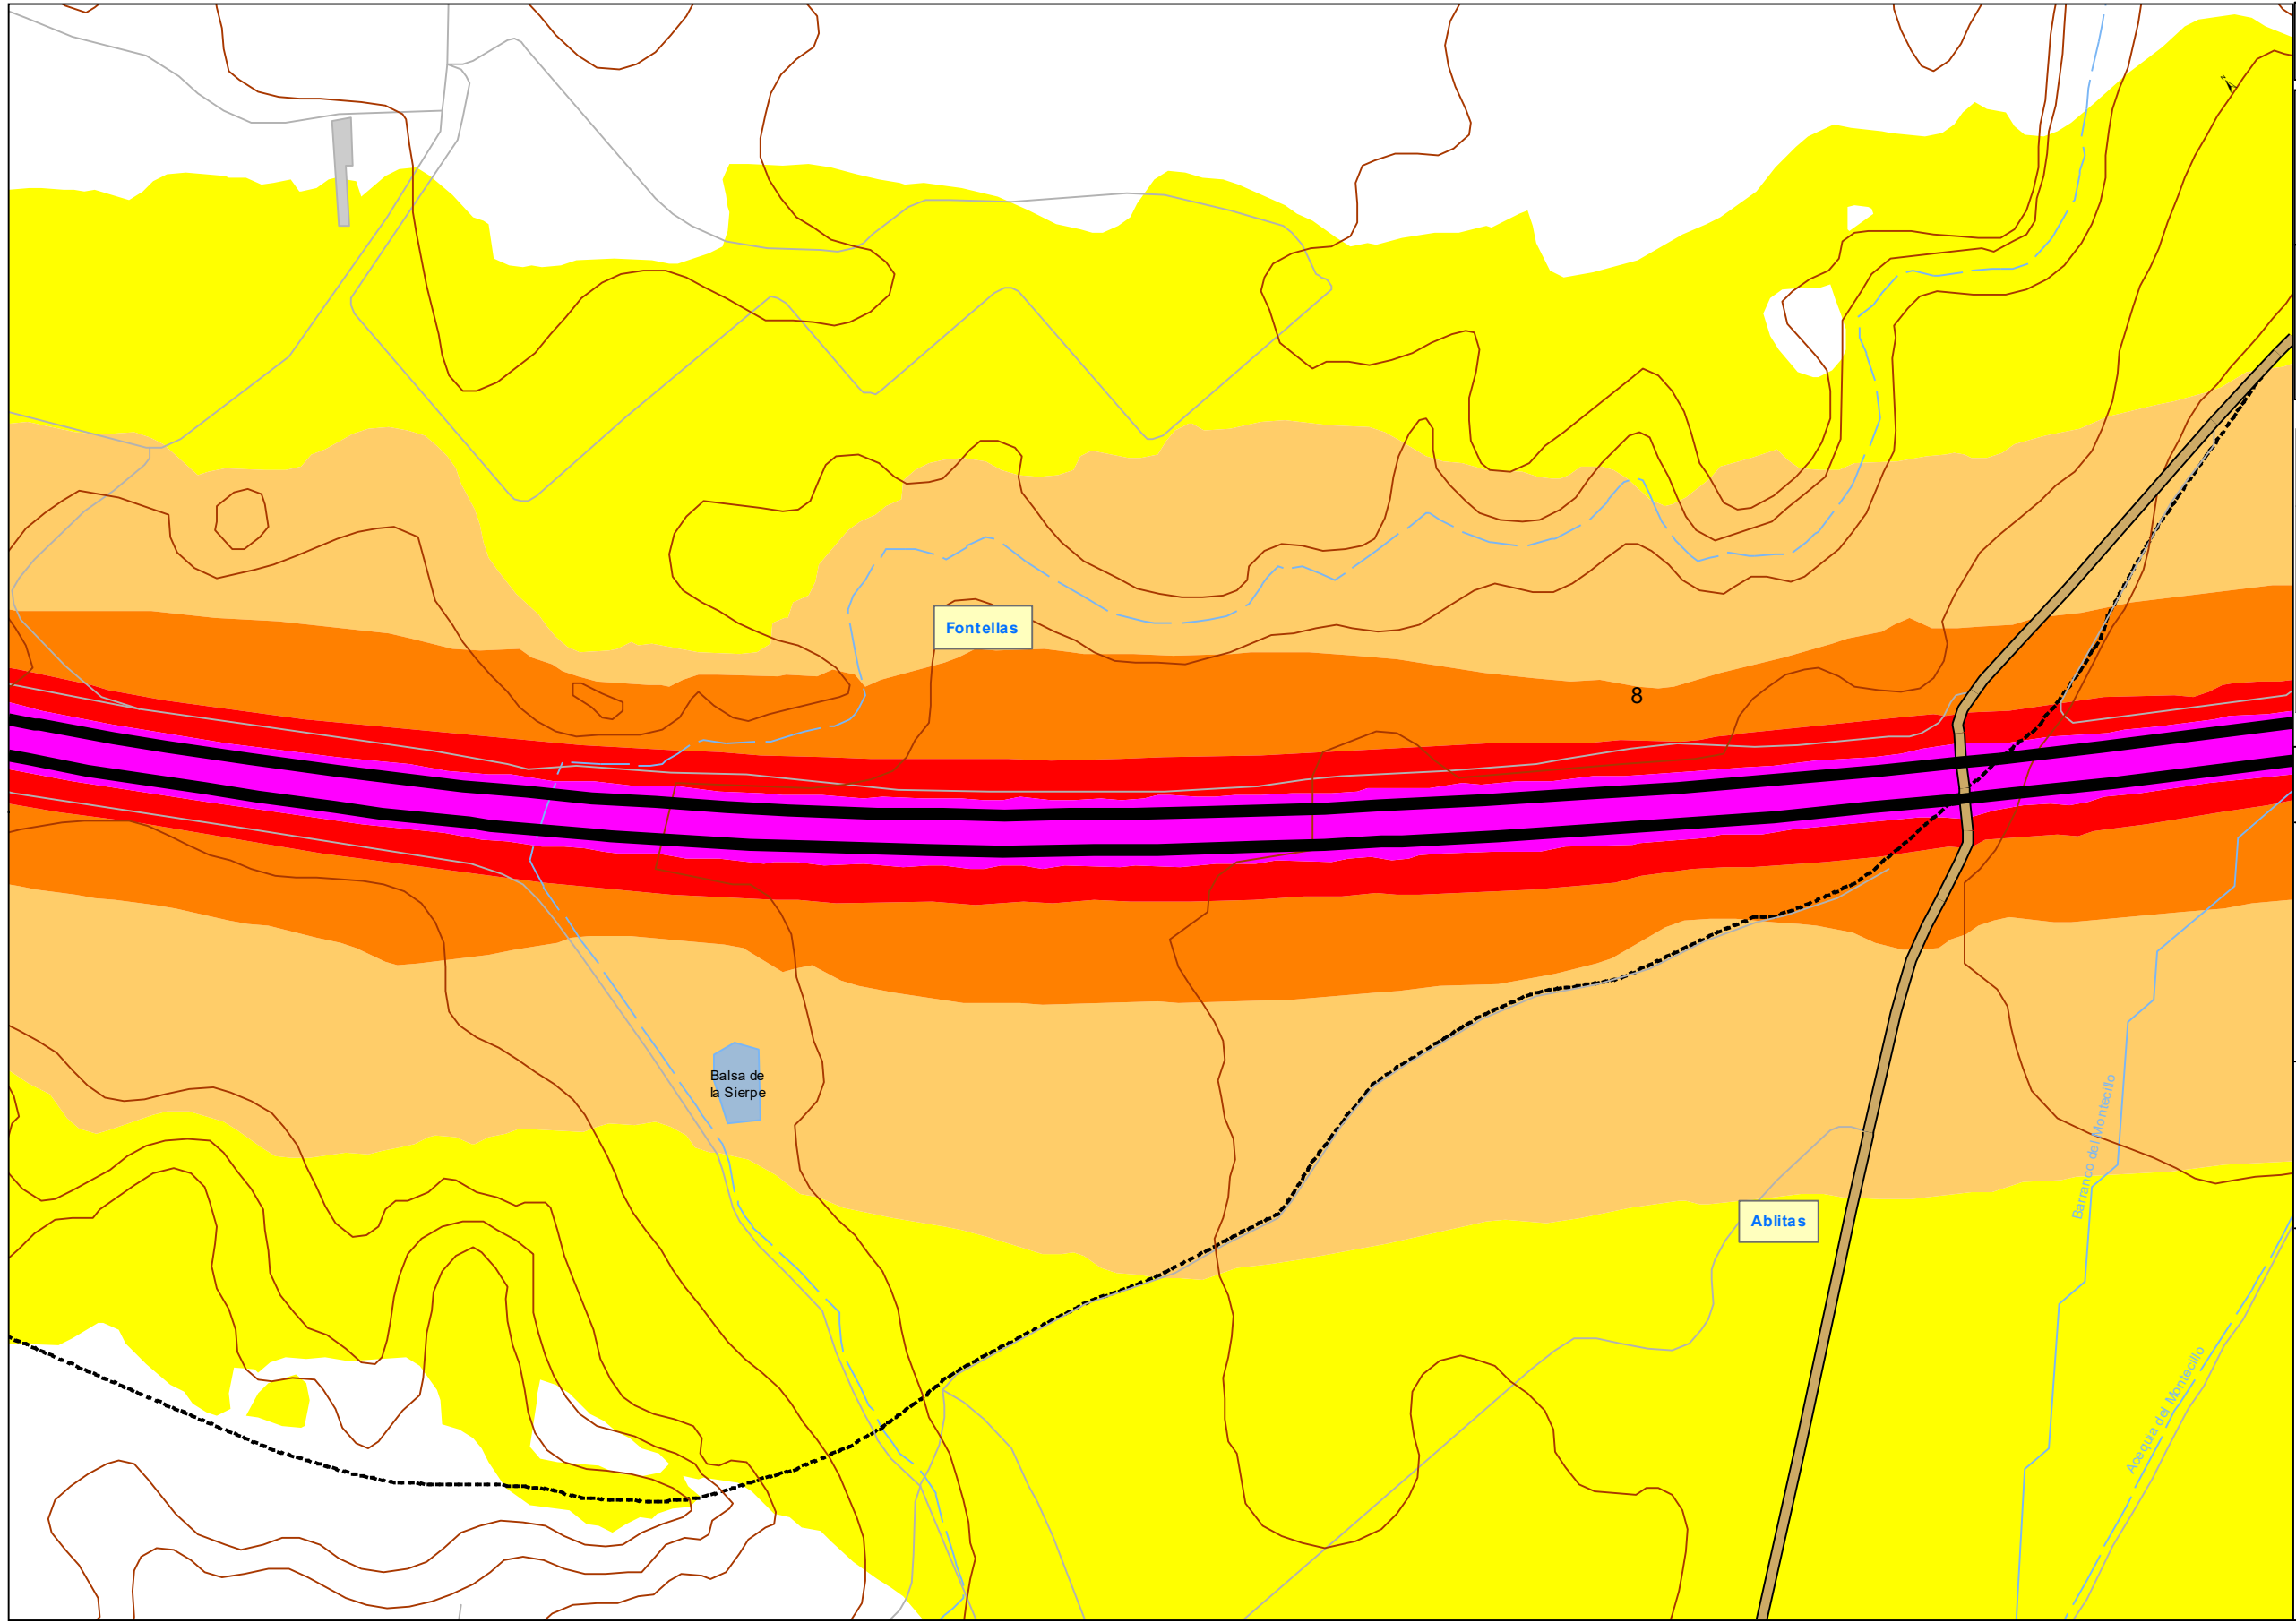 N
Fontellas
8
Balsa de
la Sierpe
Barranco del Montecillo
Ablitas
Acequia del Montecillo